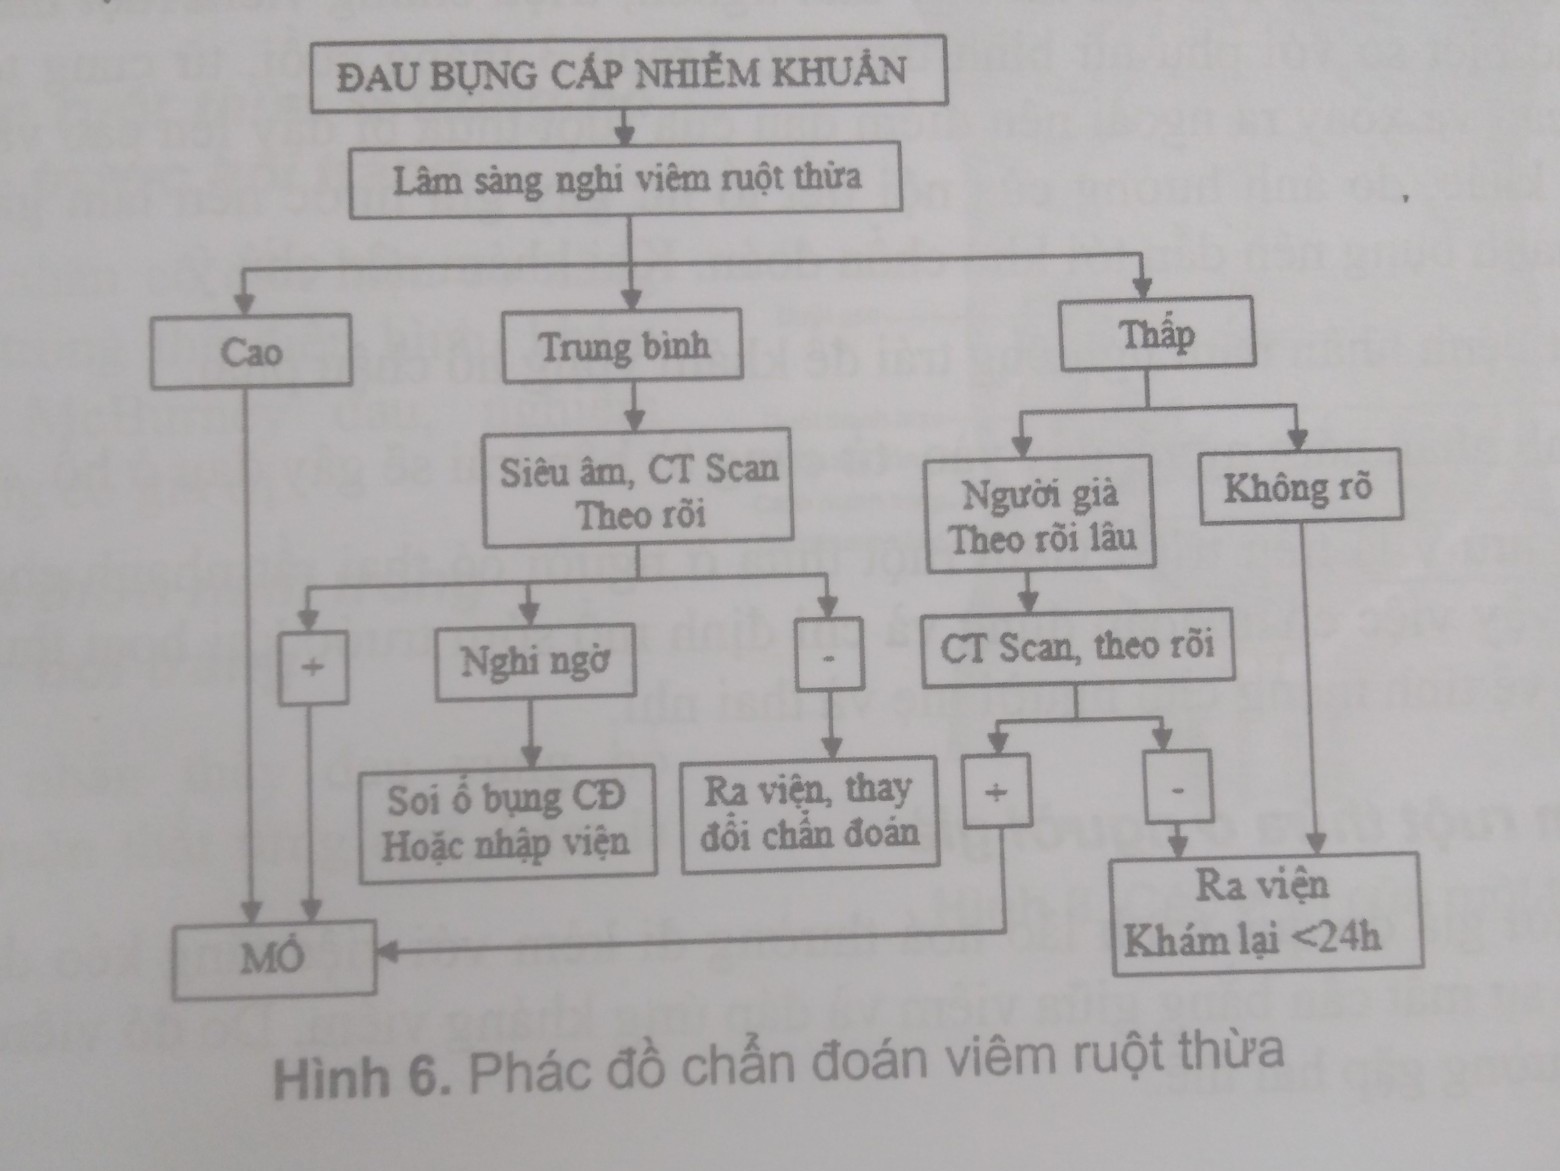 ĐAU BỤNG CẤP NHIỄM KHUẨN
Lâm sàng nghi viêm ruột thừa
Cao
Trung bình
Thấp
Siêu âm, CT Scan
Theo rõi
Người già
Theo rõi lâu
Không rõ
+
Nghi ngờ
-
CT Scan, theo rõi
Soi ổ bụng CĐ
Hoặc nhập viện
Ra viện, thay
đổi chẩn đoán
+
-
MỔ
Ra viện
Khám lại <24h
Hình 6. Phác đồ chẩn đoán viêm ruột thừa